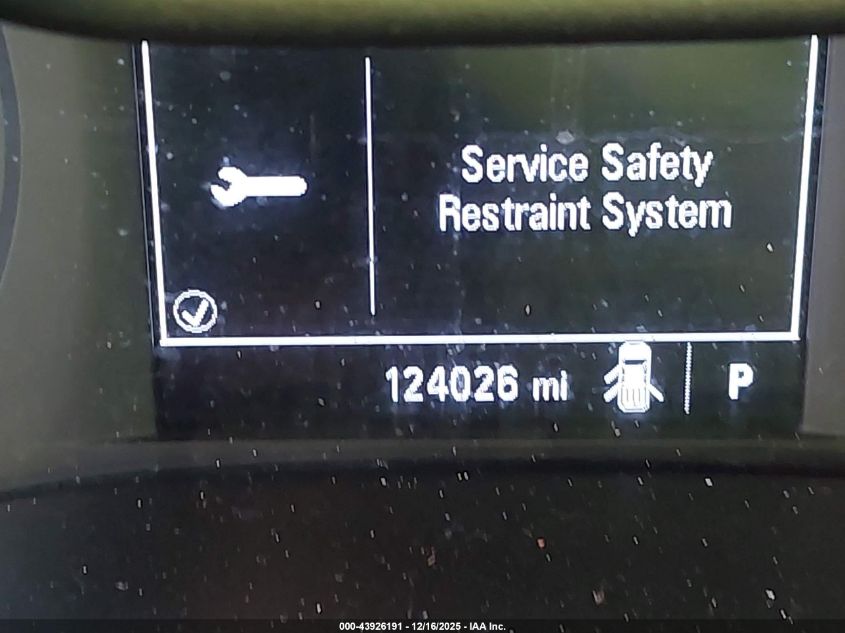 Service Safety
Restraint System
124026 mi P
000-43926191 - 12/16/2025 - IAA Inc.